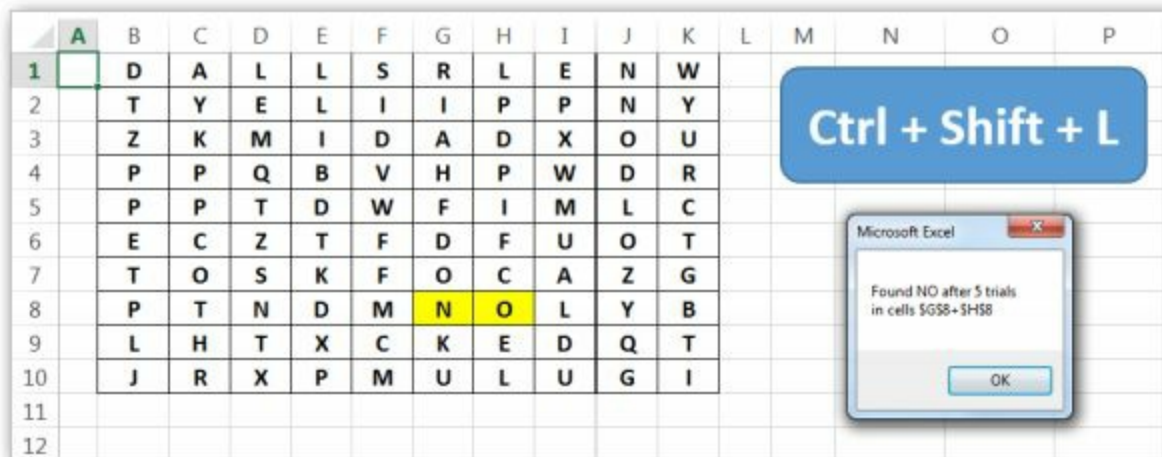 A B C D E F G H I J K L M N O P
1 D A L L S R L E N W
2 T Y E L I I P P N Y
3 Z K M I D A D X O U
4 P P Q B V H P W D R
5 P P T D W F I M L C
6 E C Z T F D F U O T
7 T O S K F O C A Z G
8 P T N D M N O L Y B
9 L H T X C K E D Q T
10 J R X P M U L U G I
11
12
Ctrl + Shift + L
Microsoft Excel
x
Found NO after 5 trials
in cells $G$8+$H$8
OK